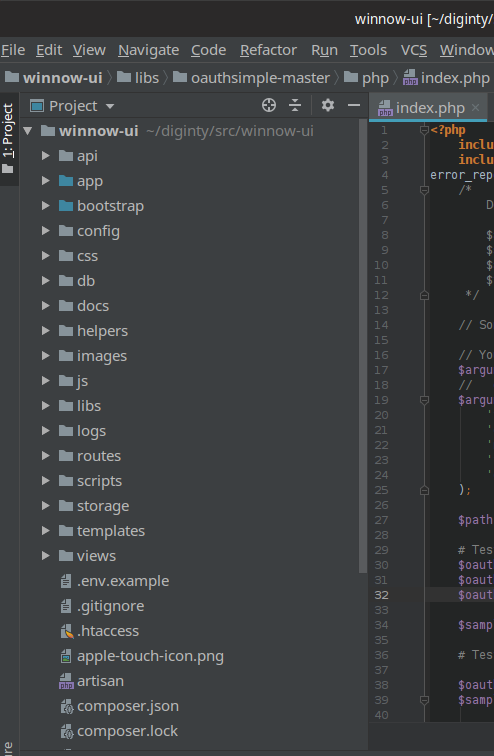 winnow-ui [~/diginty/
File Edit View Navigate Code Refactor Run Tools VCS Window
winnow-ui libs oauthsimple-master php index.php
1: Project
Project
index.php
winnow-ui ~/diginty/src/winnow-ui
api
app
bootstrap
config
css
db
docs
helpers
images
js
libs
logs
routes
scripts
storage
templates
views
.env.example
.gitignore
.htaccess
apple-touch-icon.png
artisan
composer.json
composer.lock
1 <?php
2 inclu
3 inclu
4 error_rep
5 /*
6 D
7
8 $
9 $
10 $
11 $
12 */
13
14 // So
15
16 // Yo
17 $argu
18 //
19 $argu
20 '
21 '
22 '
23 '
24 '
25 );
26
27 $path
28
29 # Tes
30 $oaut
31 $oaut
32 $oaut
33
34 $samp
35
36 # Tes
37
38 $oaut
39 $samp
40